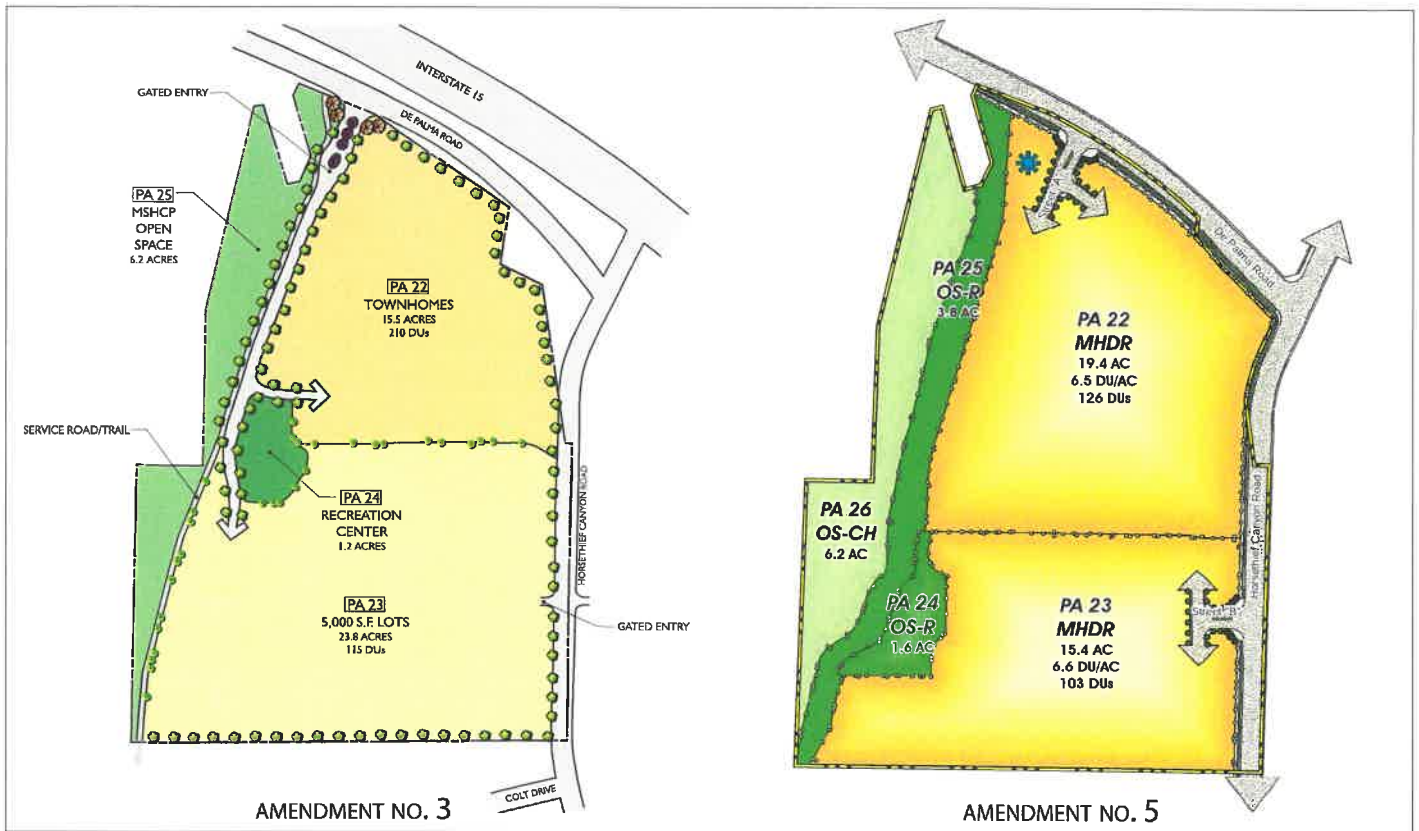 INTERSTATE 15
GATED ENTRY
DE PALMA ROAD
PA 25
MSHCP
OPEN
SPACE
6.2 ACRES
PA 22
TOWNHOMES
15.5 ACRES
210 DUs
SERVICE ROAD/TRAIL
PA 24
RECREATION
CENTER
1.2 ACRES
HORSETHIEF CANYON ROAD
PA 23
5,000 S.F. LOTS
23.8 ACRES
115 DUs
GATED ENTRY
COLT DRIVE
AMENDMENT NO. 3
Street "A"
De Palma Road
PA 25
OS-R
3.8 AC
PA 22
MHDR
19.4 AC
6.5 DU/AC
126 DUs
PA 26
OS-CH
6.2 AC
Horsethief Canyon Road
PA 24
OS-R
1.6 AC
PA 23
MHDR
15.4 AC
6.6 DU/AC
103 DUs
Street "B"
AMENDMENT NO. 5